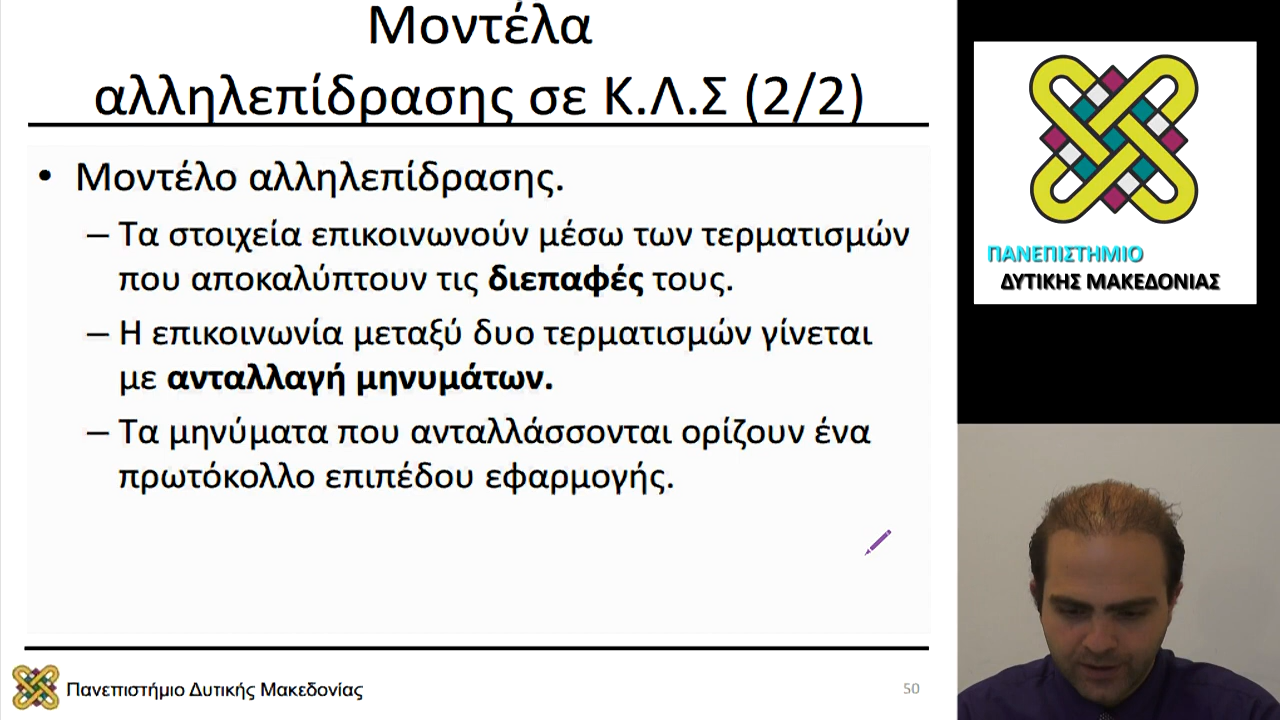 Μοντέλα
αλληλεπίδρασης σε Κ.Λ.Σ (2/2)
• Μοντέλο αλληλεπίδρασης.
– Τα στοιχεία επικοινωνούν μέσω των τερματισμών
που αποκαλύπτουν τις διεπαφές τους.
– Η επικοινωνία μεταξύ δυο τερματισμών γίνεται
με ανταλλαγή μηνυμάτων.
– Τα μηνύματα που ανταλλάσσονται ορίζουν ένα
πρωτόκολλο επιπέδου εφαρμογής.
Πανεπιστήμιο Δυτικής Μακεδονίας
50
ΠΑΝΕΠΙΣΤΗΜΙΟ
ΔΥΤΙΚΗΣ ΜΑΚΕΔΟΝΙΑΣ